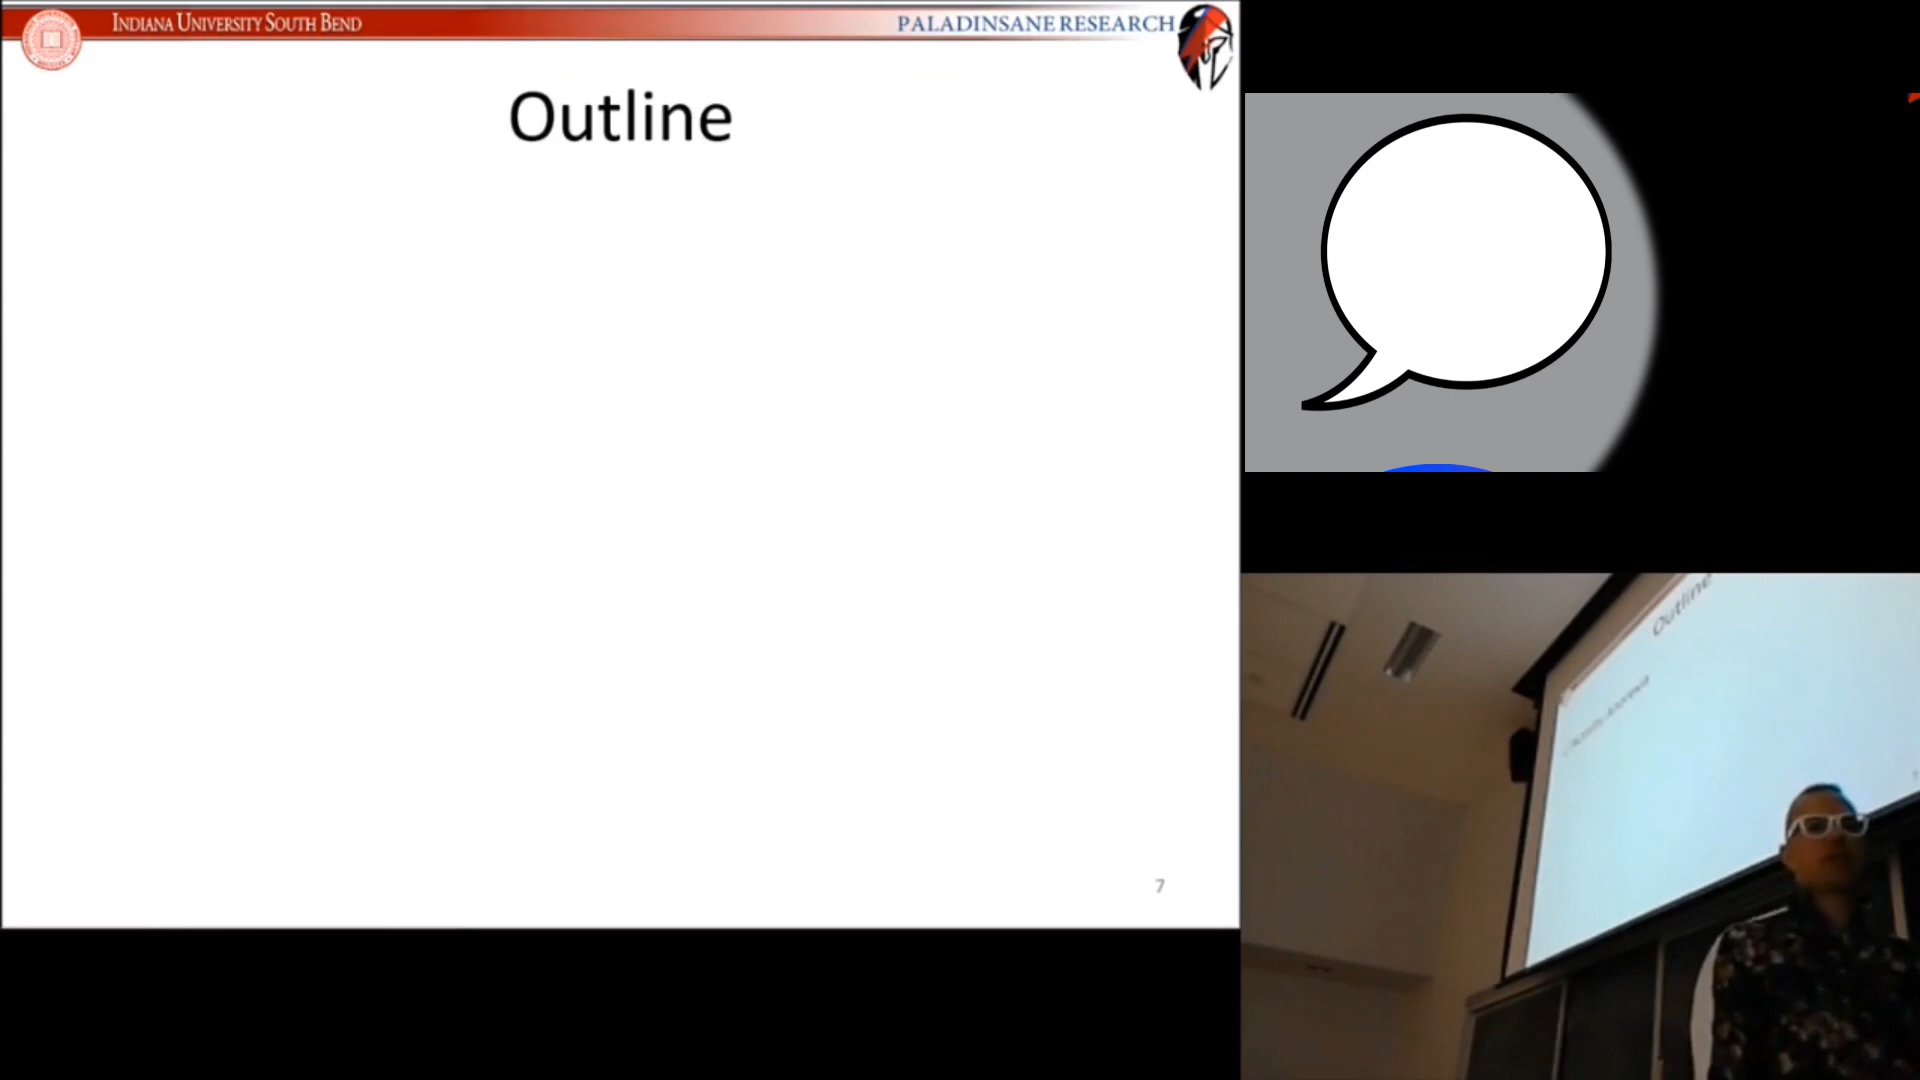 INDIANA UNIVERSITY SOUTH BEND
PALADINSANE RESEARCH
Outline
7
Outline